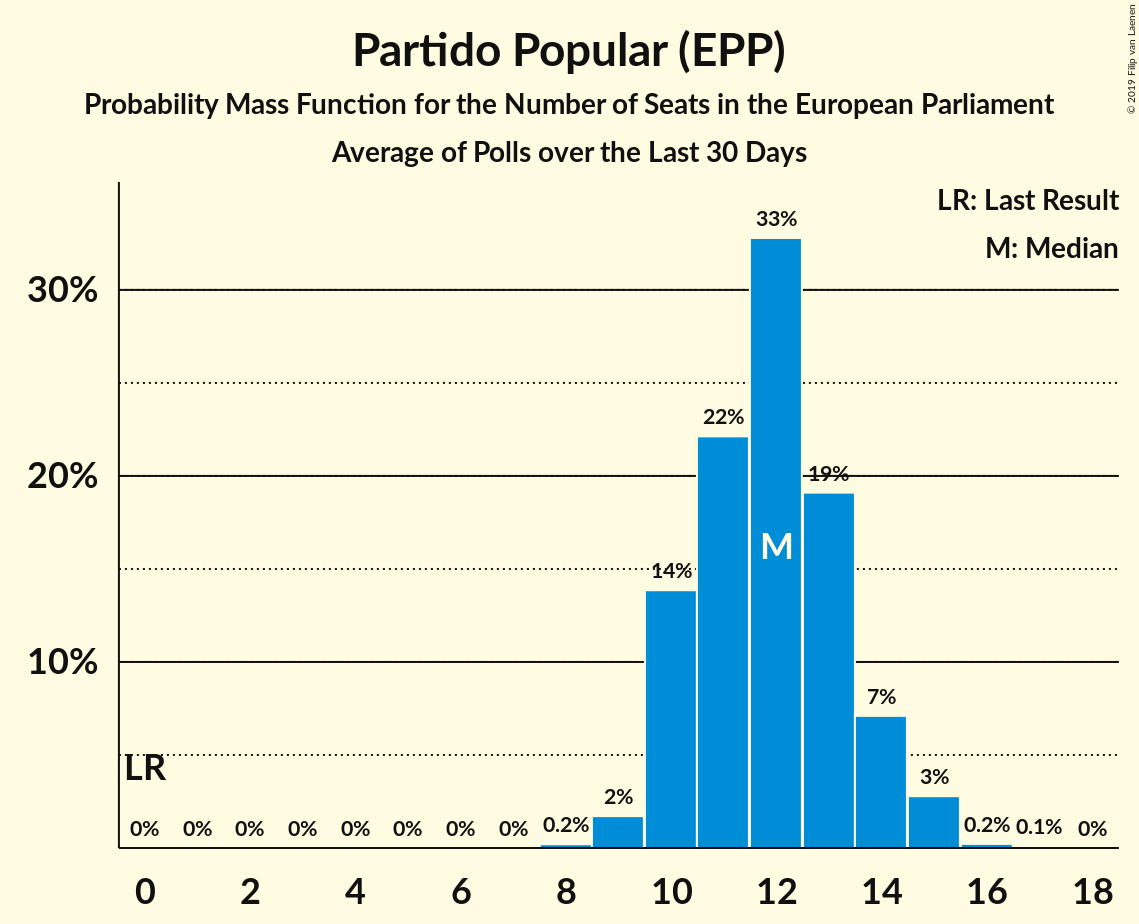 Partido Popular (EPP)
Probability Mass Function for the Number of Seats in the European Parliament
Average of Polls over the Last 30 Days
© 2019 Filip van Laenen
LR: Last Result
M: Median
33%
30%
22%
20%
19%
M
14%
10%
7%
LR
3%
2%
0% 0% 0% 0% 0% 0% 0% 0% 0.2% 0.2% 0.1% 0%
0 2 4 6 8 10 12 14 16 18